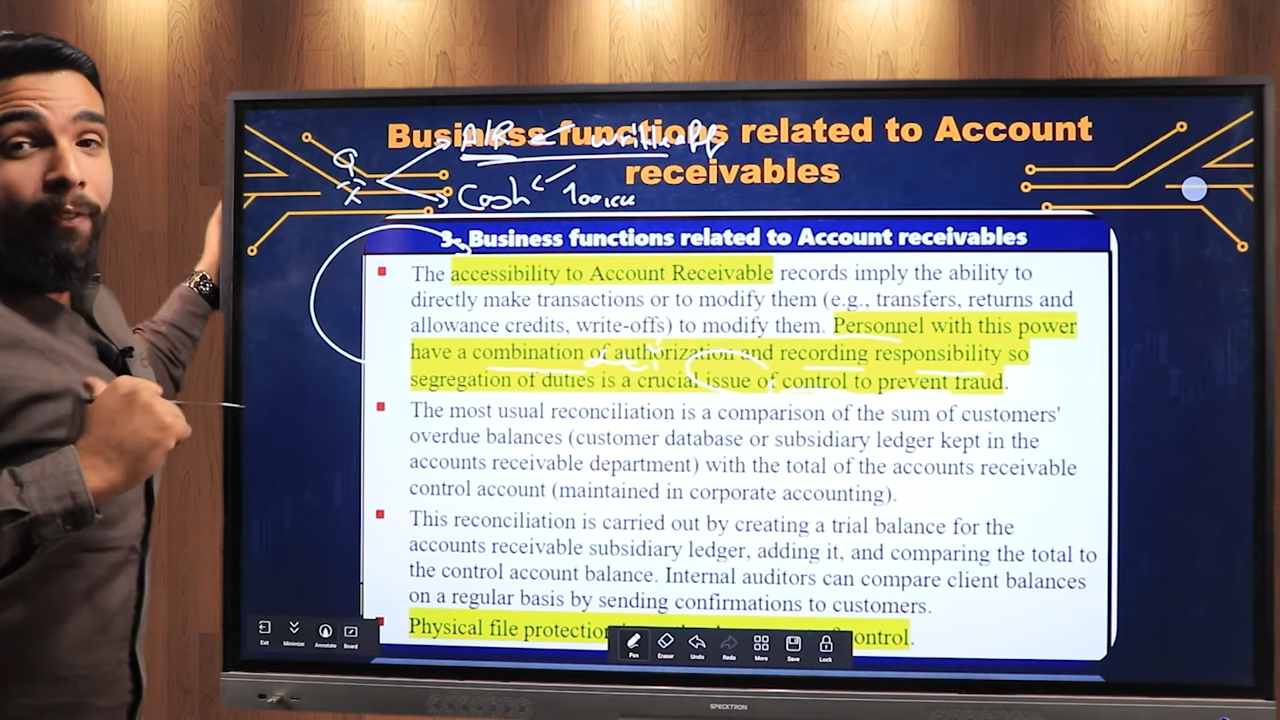 Business functions related to Account
receivables
A/R write off
Cash 100,000
3- Business functions related to Account receivables
The accessibility to Account Receivable records imply the ability to
directly make transactions or to modify them (e.g., transfers, returns and
allowance credits, write-offs) to modify them. Personnel with this power
have a combination of authorization and recording responsibility so
segregation of duties is a crucial issue of control to prevent fraud.
The most usual reconciliation is a comparison of the sum of customers'
overdue balances (customer database or subsidiary ledger kept in the
accounts receivable department) with the total of the accounts receivable
control account (maintained in corporate accounting).
This reconciliation is carried out by creating a trial balance for the
accounts receivable subsidiary ledger, adding it, and comparing the total to
the control account balance. Internal auditors can compare client balances
on a regular basis by sending confirmations to customers.
Physical file protection control.
Exit Minimize Annotate Board
Pen Eraser Undo Redo More Save Lock
SPECKTRON